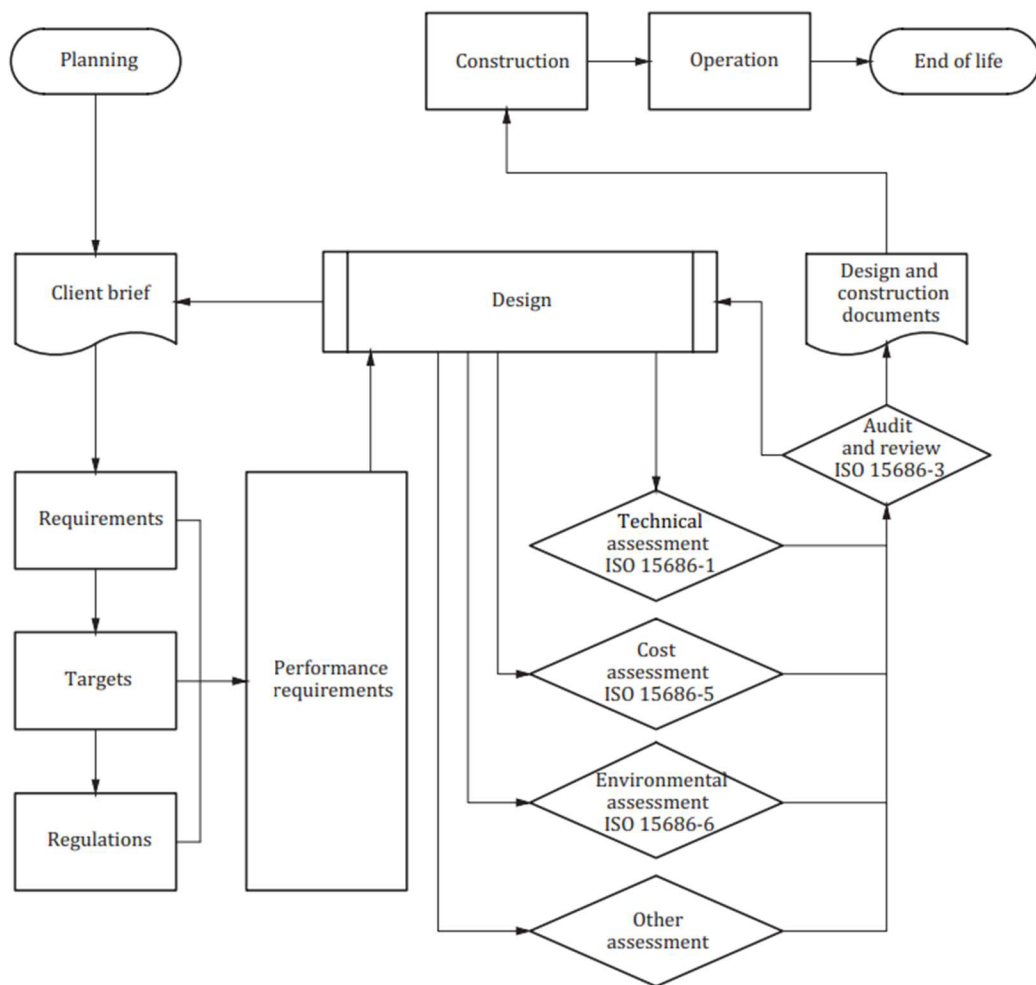 Planning
Construction
Operation
End of life
Client brief
Design
Design and
construction
documents
Audit
and review
ISO 15686-3
Requirements
Technical
assessment
ISO 15686-1
Targets
Performance
requirements
Cost
assessment
ISO 15686-5
Regulations
Environmental
assessment
ISO 15686-6
Other
assessment